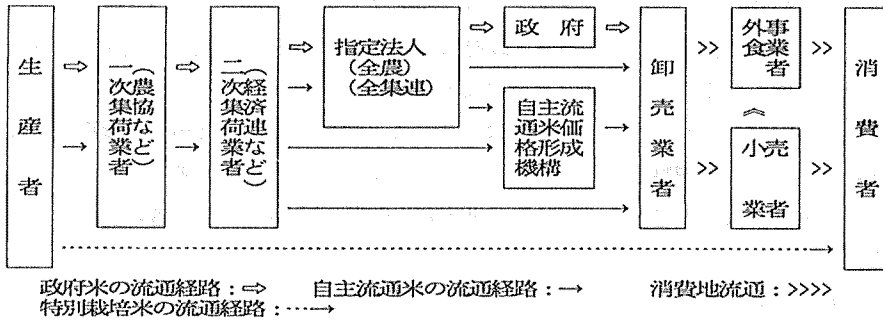 生産者
一次集荷業者
(農協など)
二次集荷業者
(経済連など)
指定法人
(全農)
(全集連)
政　府
自主流
通米価
格形成
機構
卸売業者
外事
食業
者
小売
業者
消費者
政府米の流通経路：⇨　自主流通米の流通経路：→　消費地流通：>>>>
特別栽培米の流通経路：…→